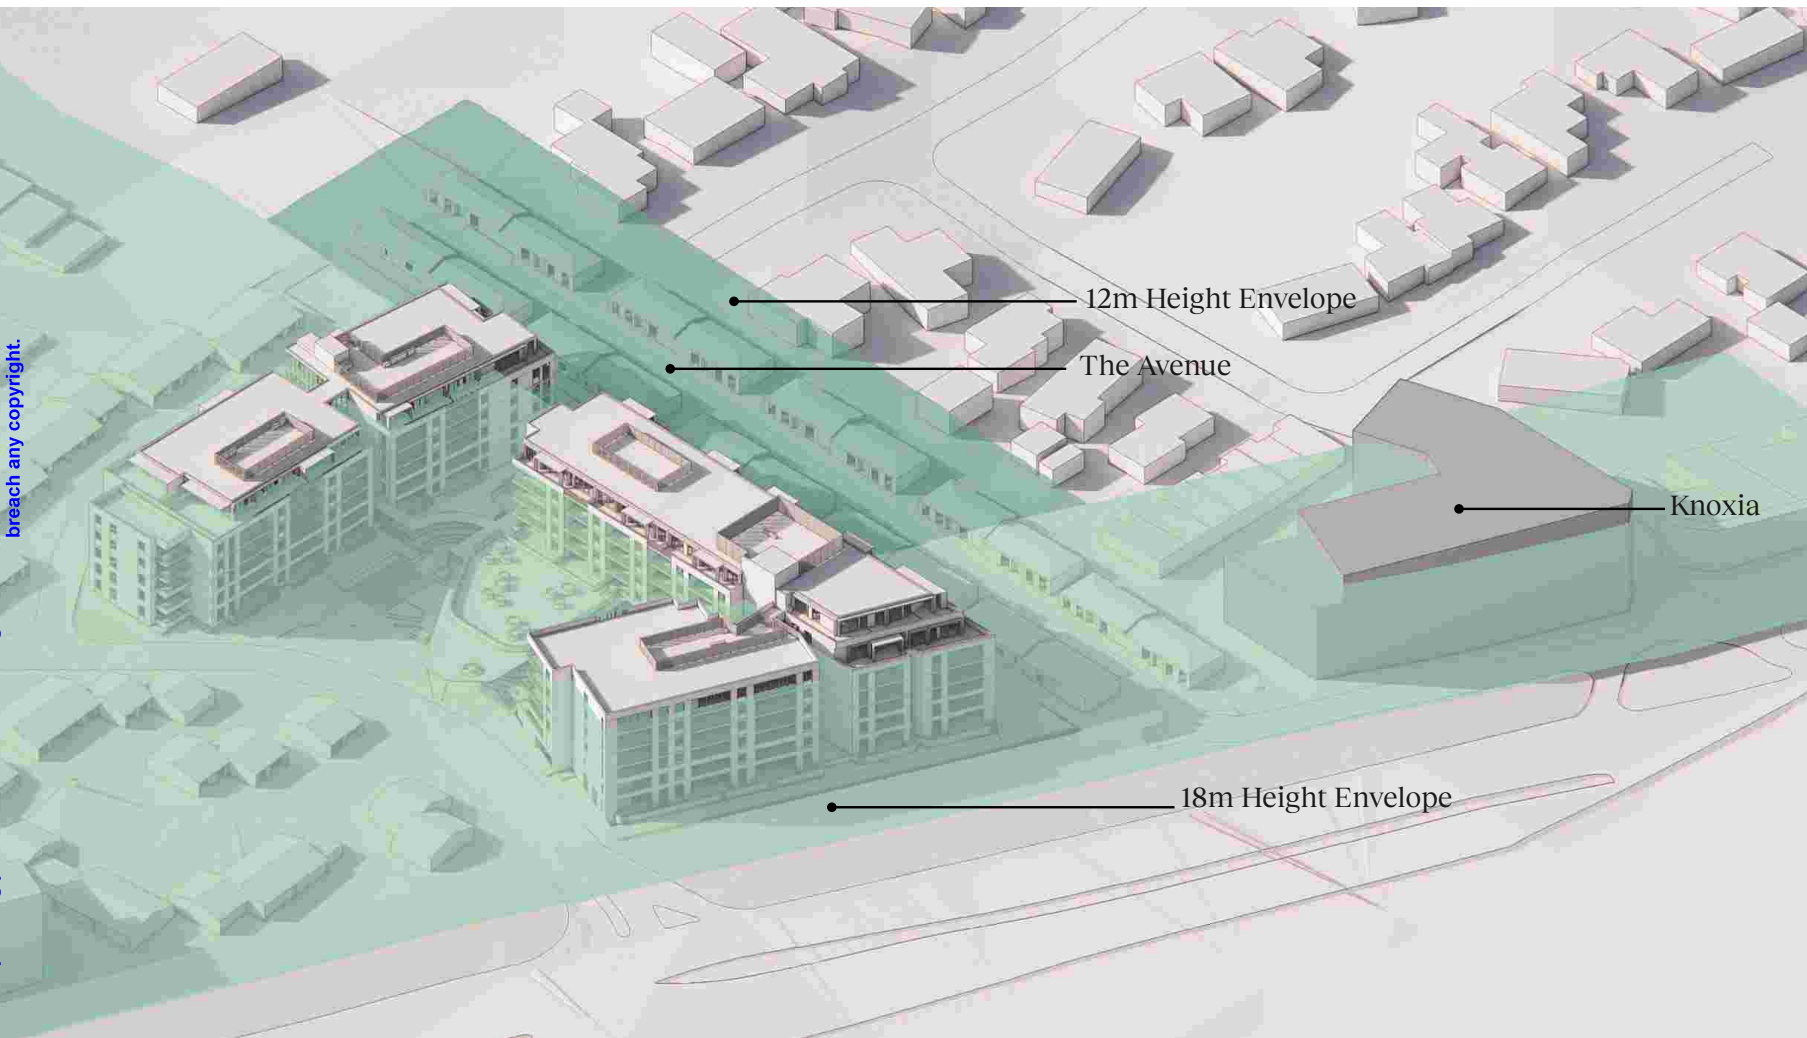 breach any copyright.
12m Height Envelope
The Avenue
Knoxia
18m Height Envelope